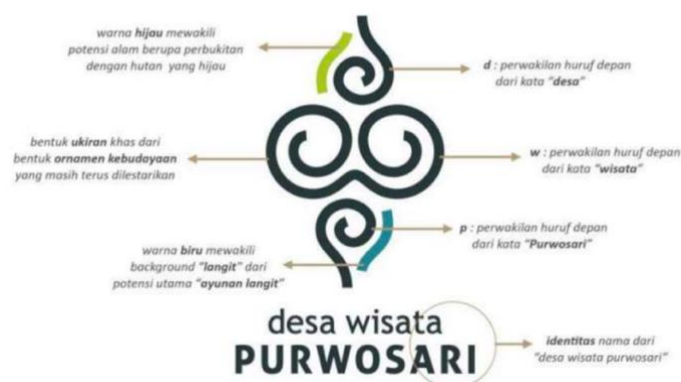 warna hijau mewakili
potensi alam berupa perbukitan
dengan hutan yang hijau
d : perwakilan huruf depan
dari kata "desa"
bentuk ukiran khas dari
bentuk ornamen kebudayaan
yang masih terus dilestarikan
w : perwakilan huruf depan
dari kata "wisata"
p : perwakilan huruf depan
dari kata "Purwosari"
warna biru mewakili
background "langit" dari
potensi utama "ayunan langit"
desa wisata
PURWOSARI
identitas nama dari
"desa wisata purwosari"